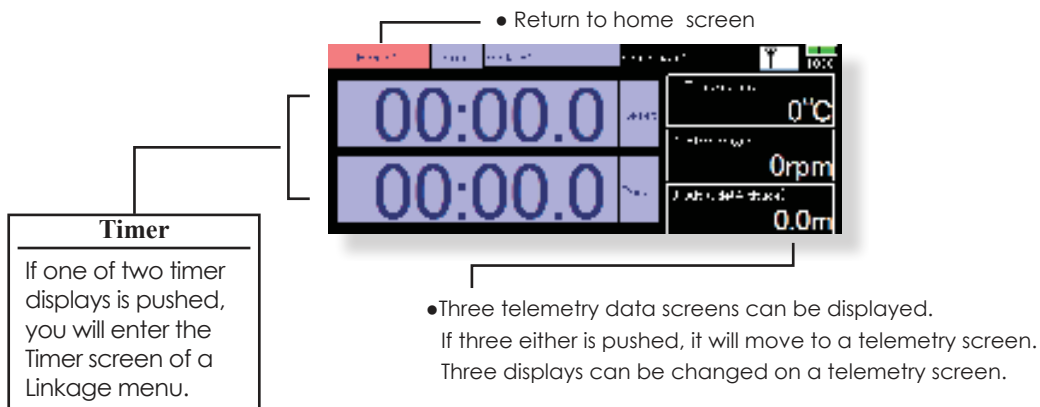 ● Return to home screen
1000
00:00.0
0°C
0rpm
00:00.0
0.0m
Timer
If one of two timer
displays is pushed,
you will enter the
Timer screen of a
Linkage menu.
●Three telemetry data screens can be displayed.
If three either is pushed, it will move to a telemetry screen.
Three displays can be changed on a telemetry screen.